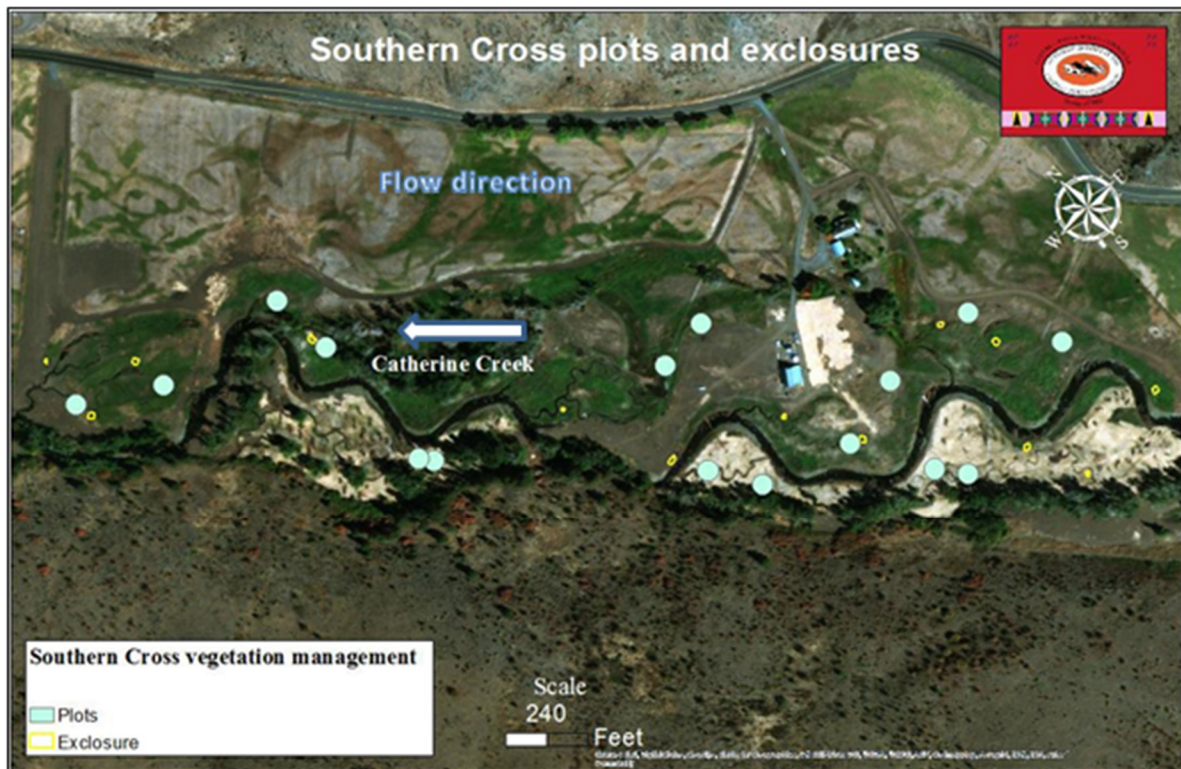 Southern Cross plots and exclosures
Flow direction
N
E
W
S
Catherine Creek
Southern Cross vegetation management
Plots
Exclosure
Scale
240
Feet